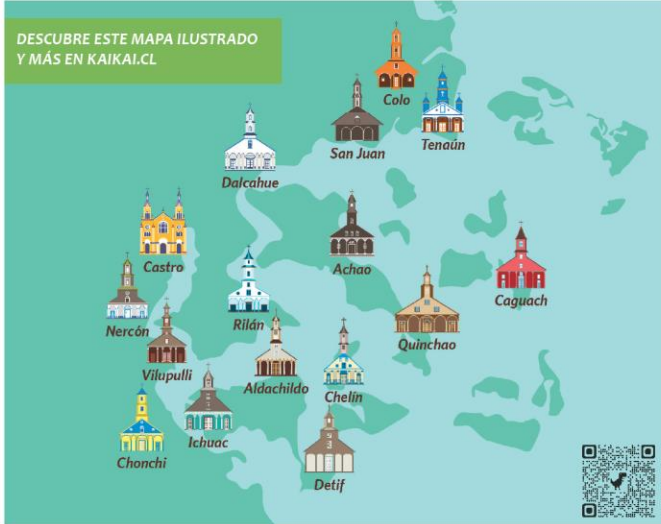 DESCUBRE ESTE MAPA ILUSTRADO
Y MÁS EN KAIKAI.CL
Colo
San Juan
Tenaún
Dalcahue
Castro
Achao
Caguach
Nercón
Rilán
Quinchao
Vilupulli
Aldachildo
Chelín
Chonchi
Ichuac
Detif